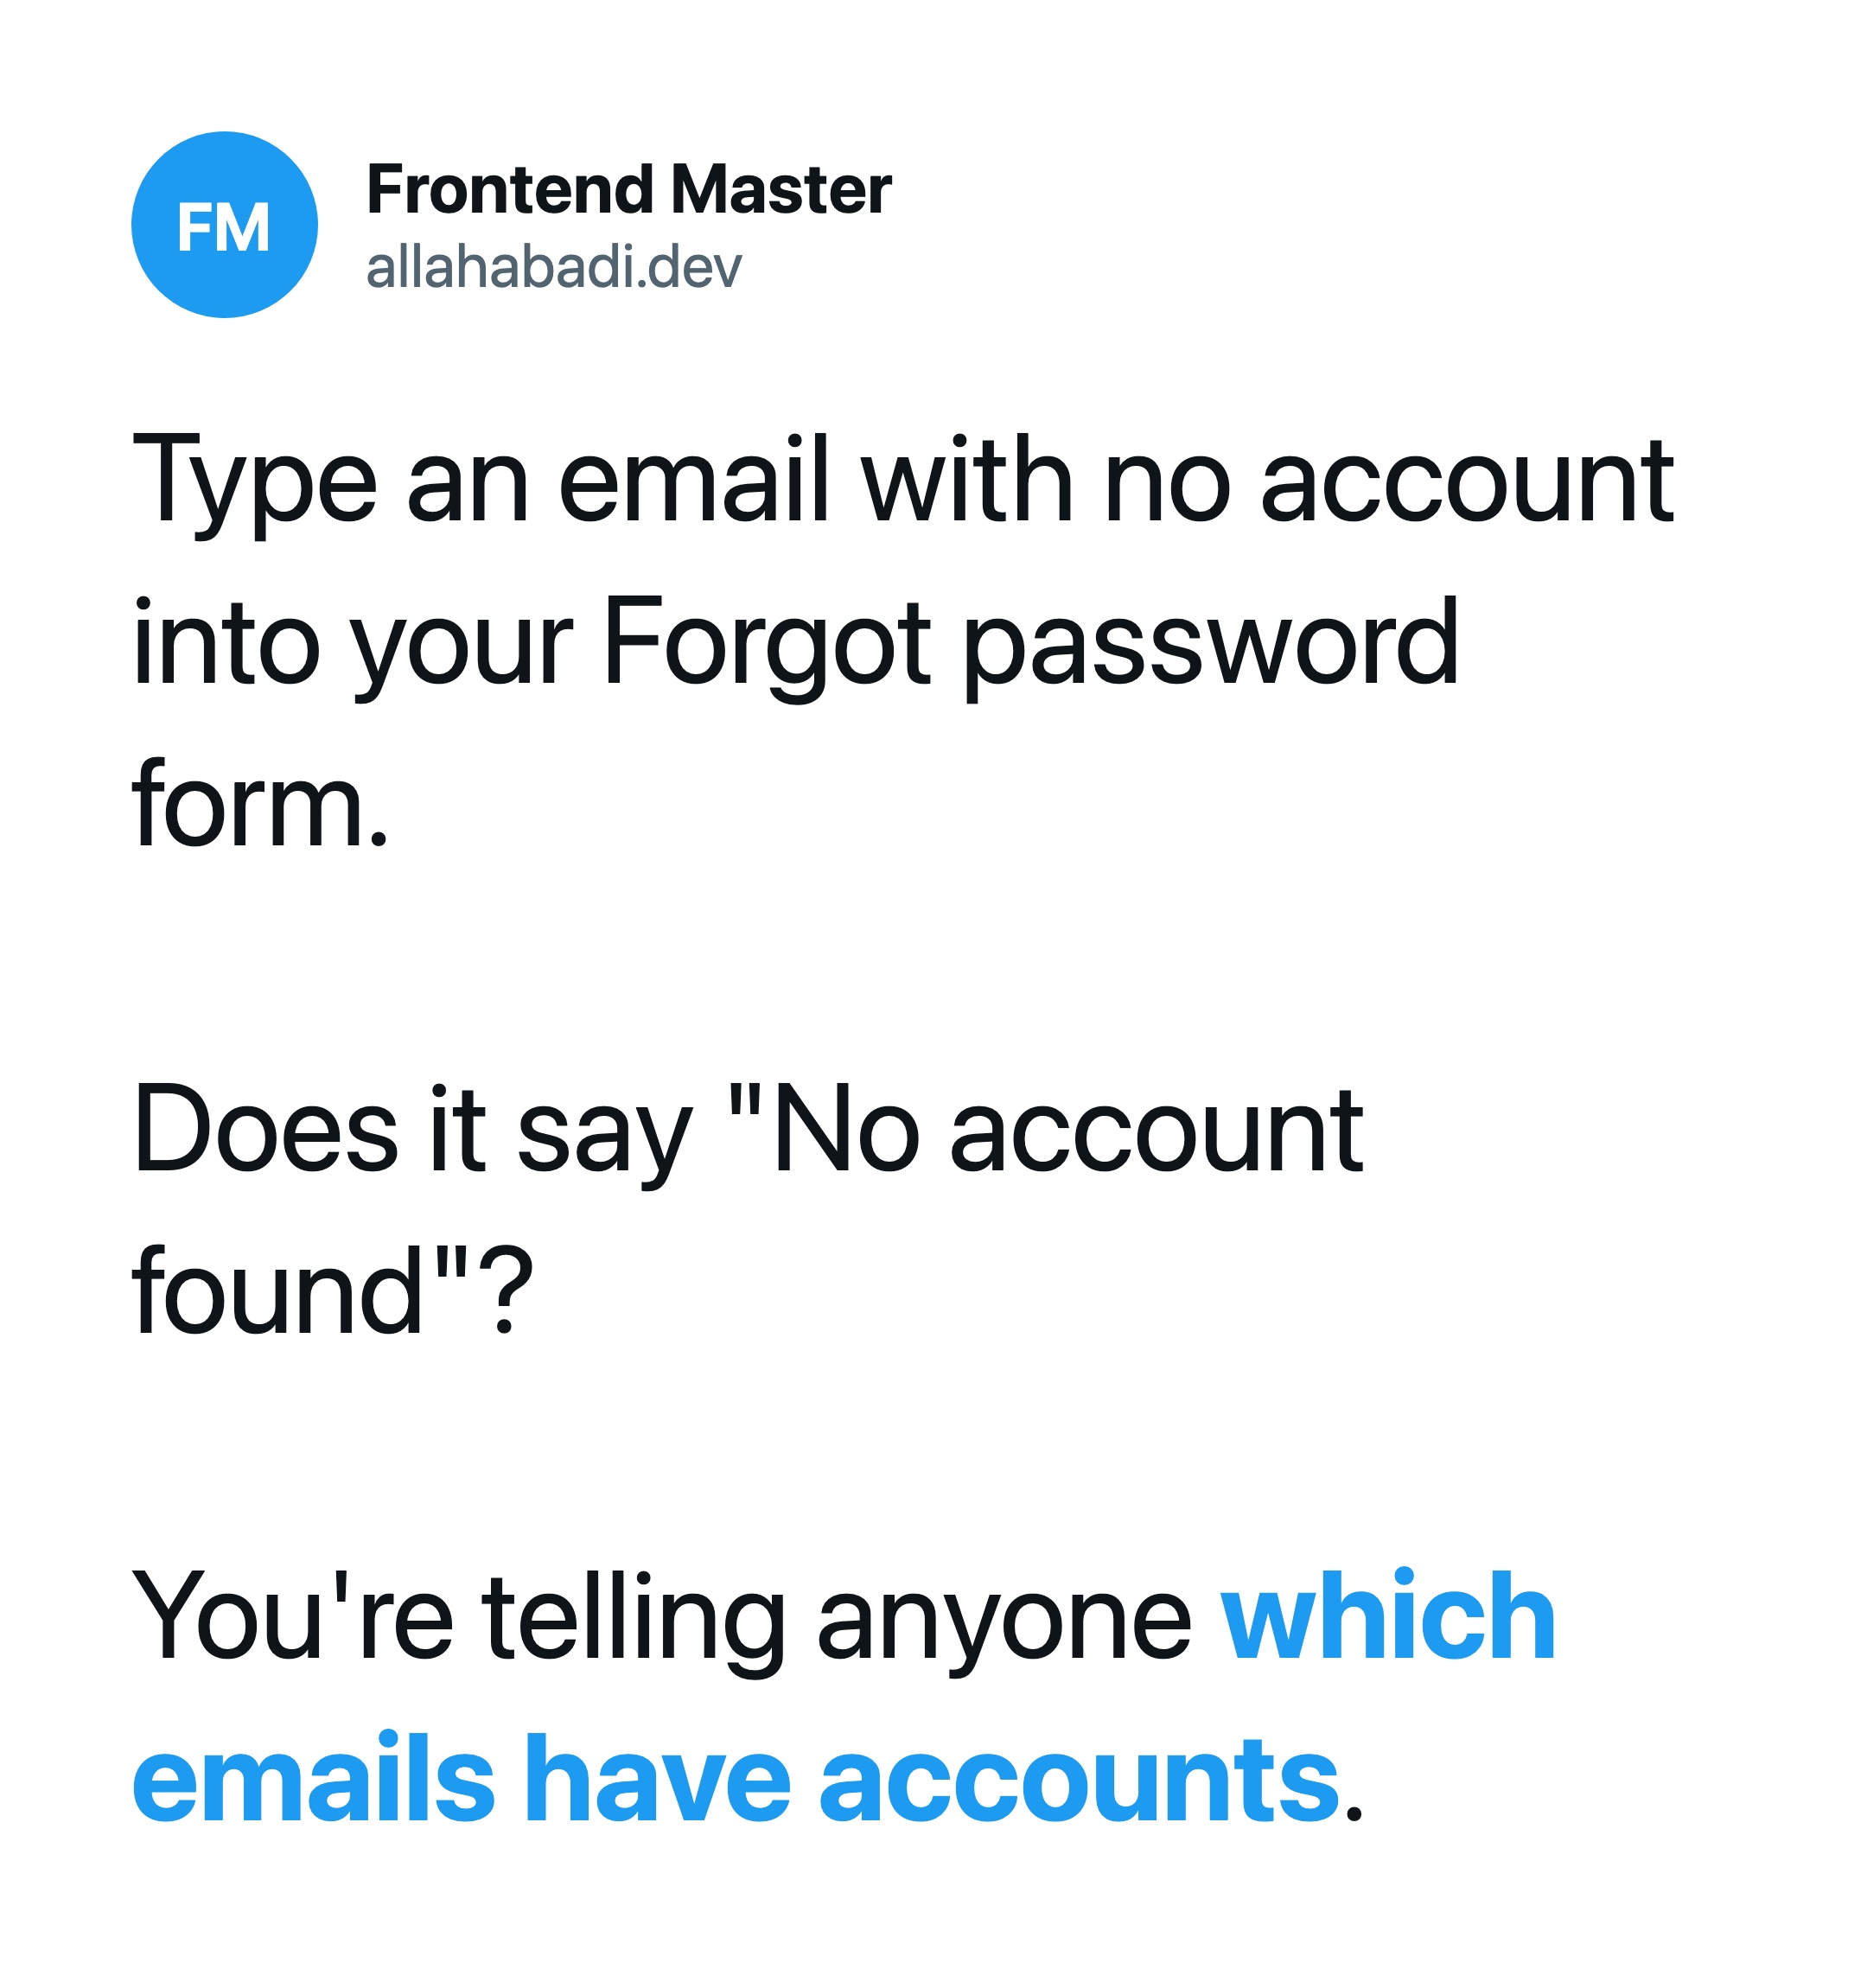 FM
Frontend Master
allahabadi.dev
Type an email with no account
into your Forgot password
form.
Does it say "No account
found"?
You're telling anyone which
emails have accounts.